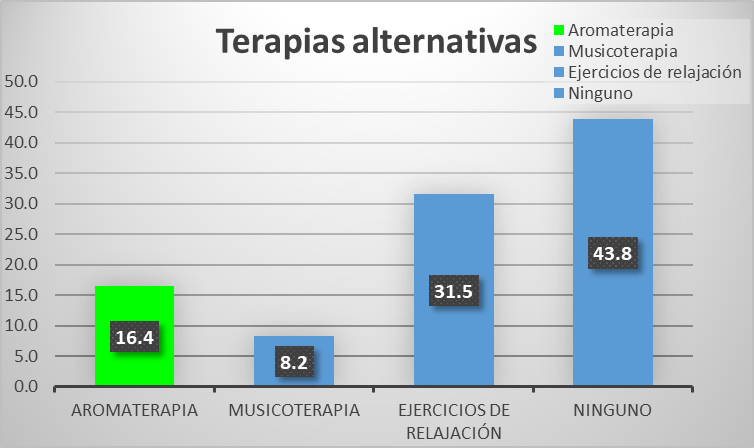 Terapias alternativas
Aromaterapia
Musicoterapia
Ejercicios de relajación
Ninguno
50.0
45.0
40.0
35.0
30.0
25.0
20.0
15.0
10.0
5.0
0.0
16.4
8.2
31.5
43.8
AROMATERAPIA
MUSICOTERAPIA
EJERCICIOS DE
RELAJACIÓN
NINGUNO